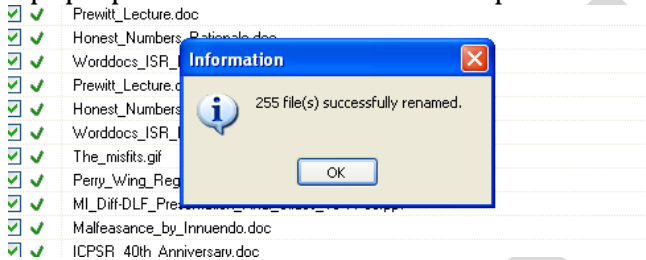 Prewitt_Lecture.doc
Honest_Numbers_Rationale.doc
Worddocs_ISR_
Information
Prewitt_Lecture.d
Honest_Numbers
255 file(s) successfully renamed.
Worddocs_ISR_
The_misfits.gif
Perry_Wing_Reg
OK
Malfeasance_by_Innuendo.doc
ICPSR_40th_Anniversary.doc